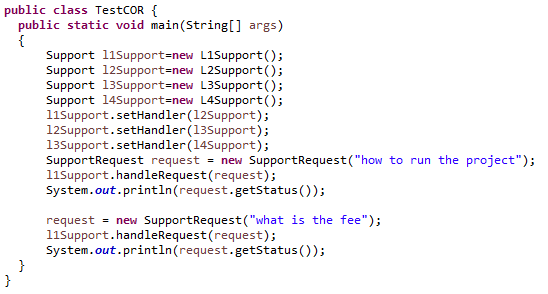 public class TestCOR {
  public static void main(String[] args)
  {
      Support l1Support=new L1Support();
      Support l2Support=new L2Support();
      Support l3Support=new L3Support();
      Support l4Support=new L4Support();
      l1Support.setHandler(l2Support);
      l2Support.setHandler(l3Support);
      l3Support.setHandler(l4Support);
      SupportRequest request = new SupportRequest("how to run the project");
      l1Support.handleRequest(request);
      System.out.println(request.getStatus());

      request = new SupportRequest("what is the fee");
      l1Support.handleRequest(request);
      System.out.println(request.getStatus());
  }
}